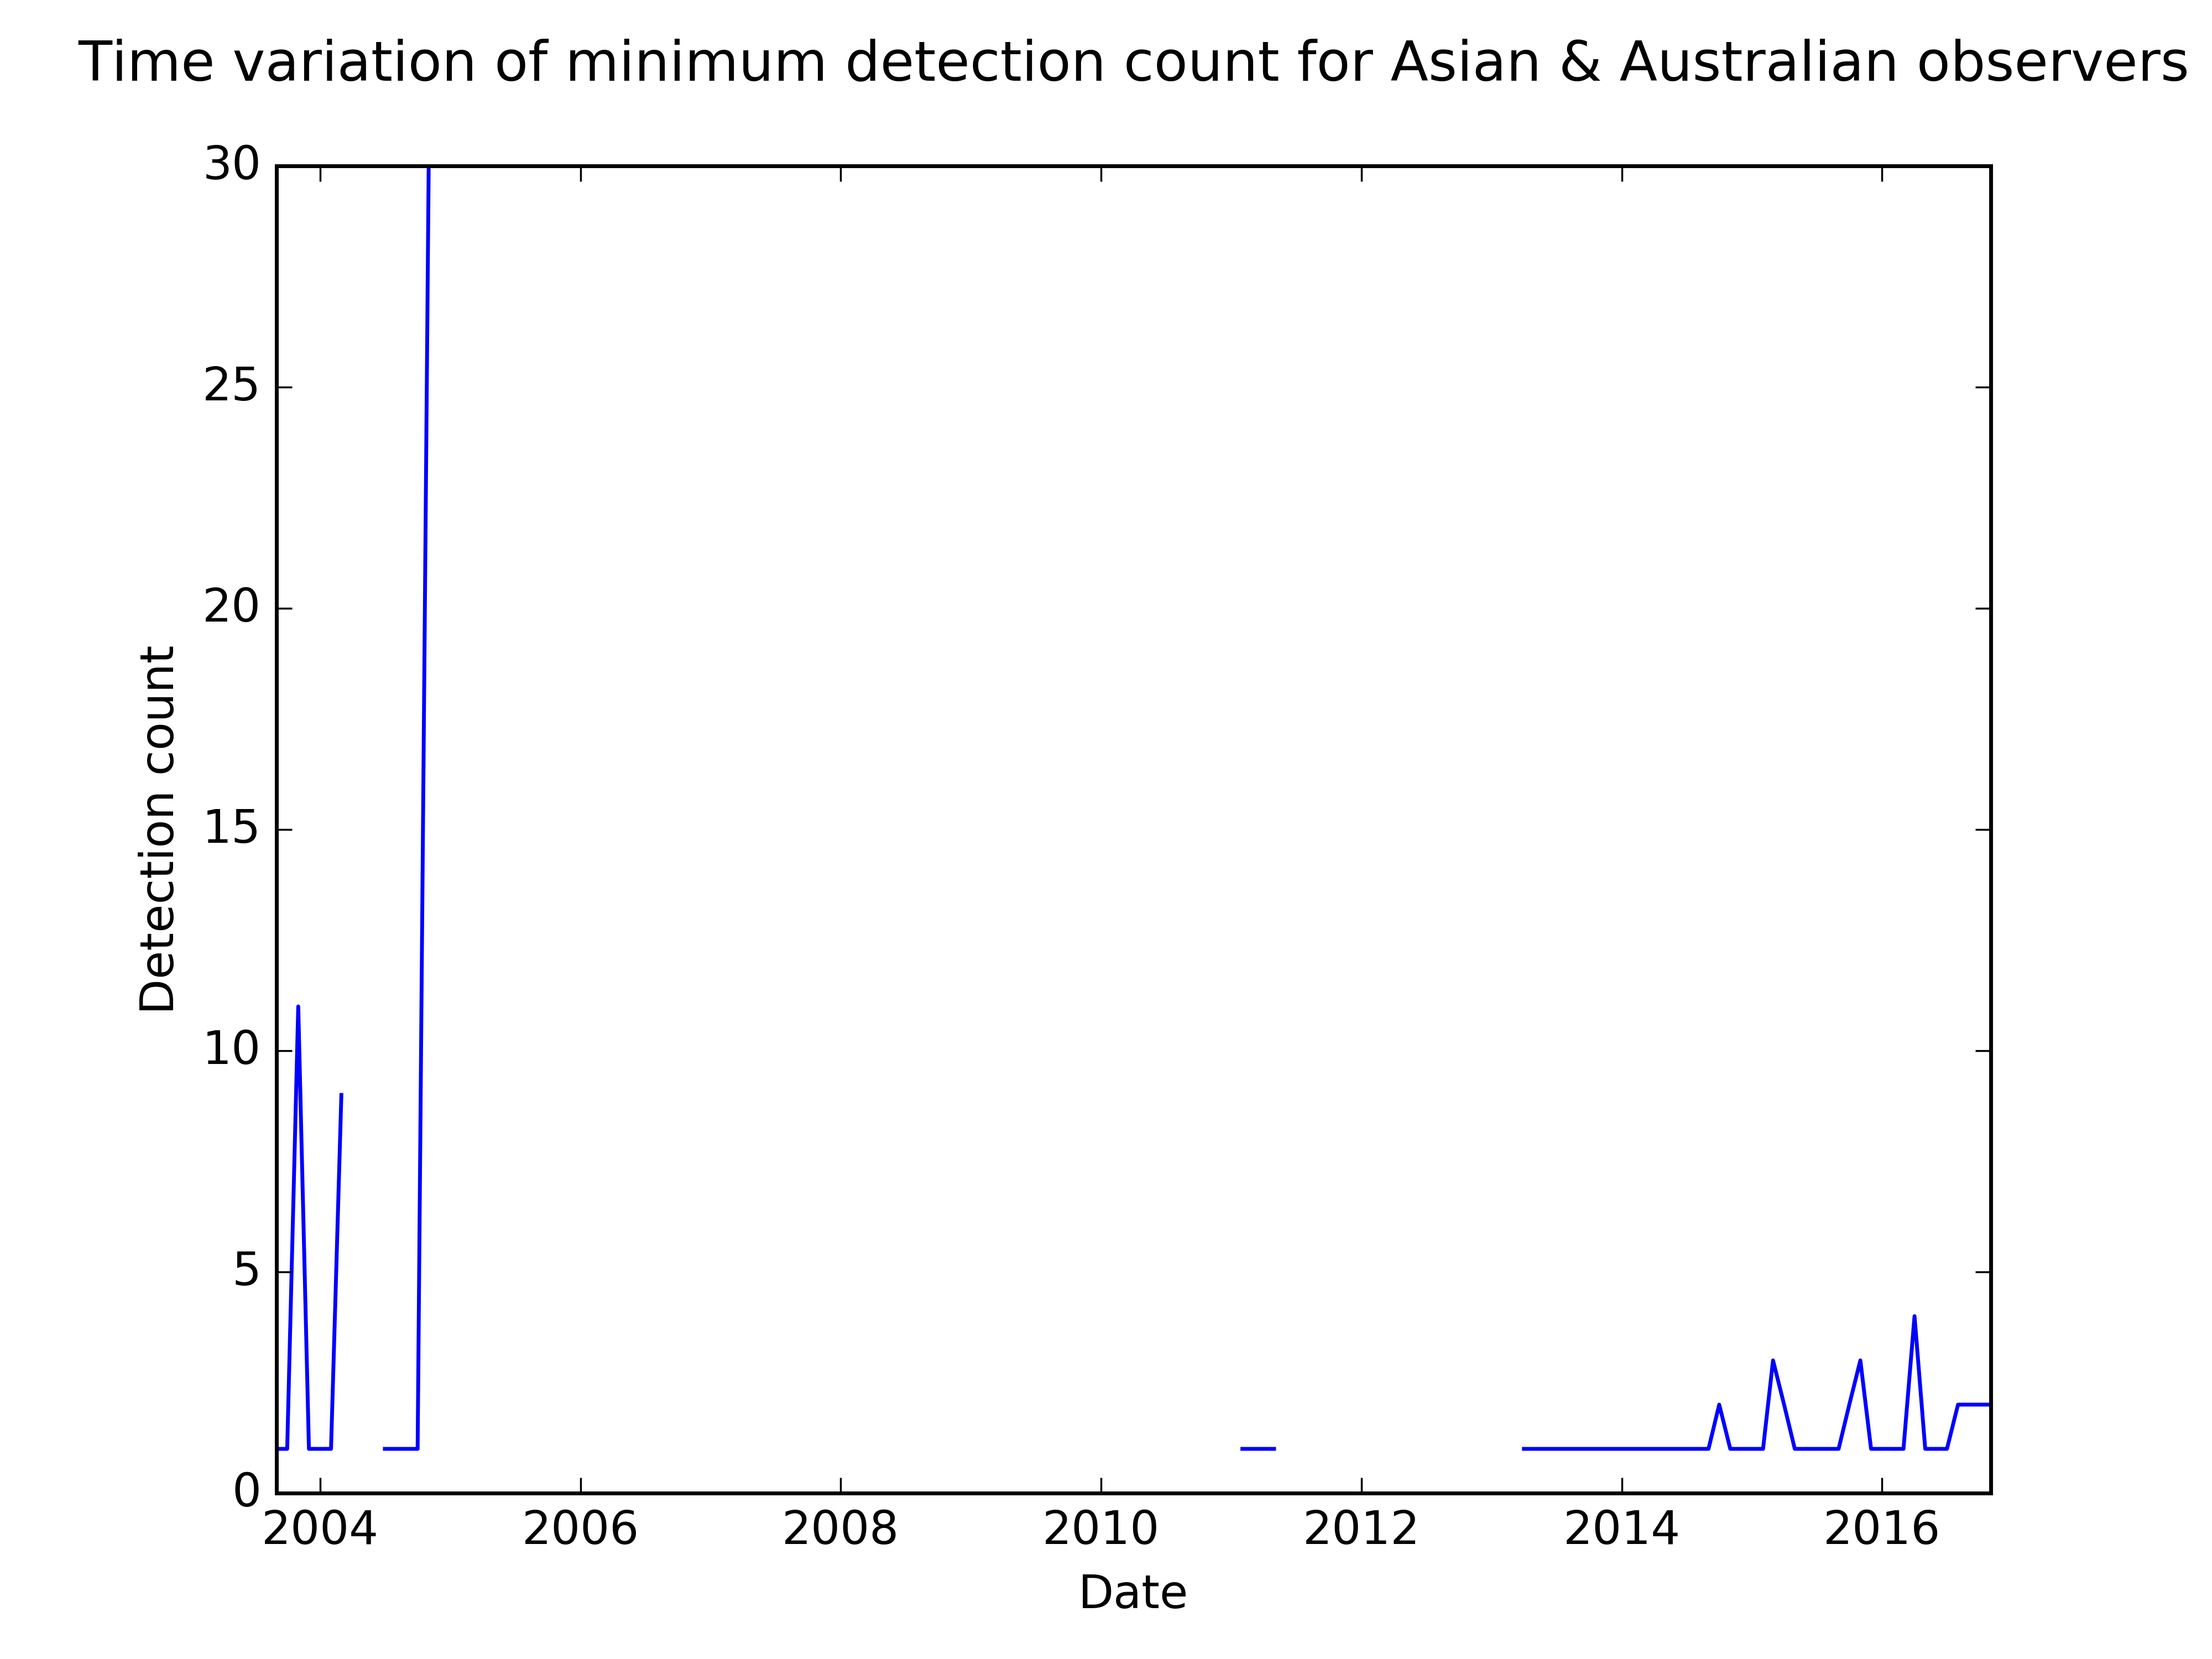 Time variation of minimum detection count for Asian & Australian observers
30
25
20
15
10
5
0
Detection count
2004 2006 2008 2010 2012 2014 2016
Date